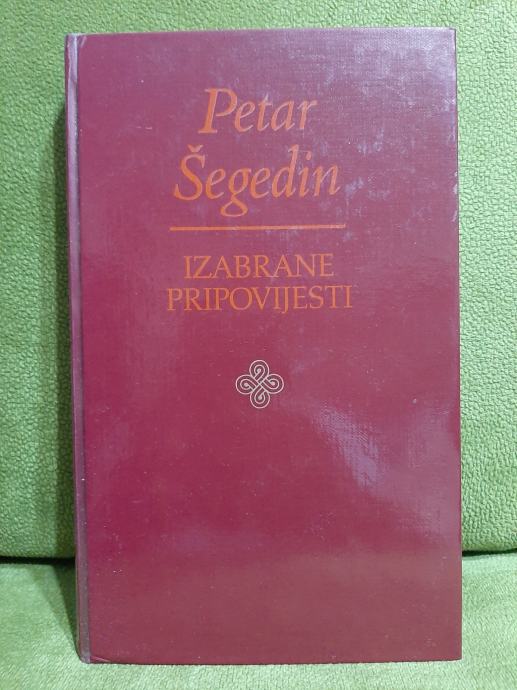 Petar
Šegedin
IZABRANE
PRIPOVIJESTI